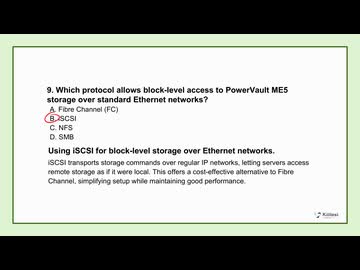 9. Which protocol allows block-level access to PowerVault ME5
storage over standard Ethernet networks?
A. Fibre Channel (FC)
B. iSCSI
C. NFS
D. SMB
Using iSCSI for block-level storage over Ethernet networks.
iSCSI transports storage commands over regular IP networks, letting servers access
remote storage as if it were local. This offers a cost-effective alternative to Fibre
Channel, simplifying setup while maintaining good performance.